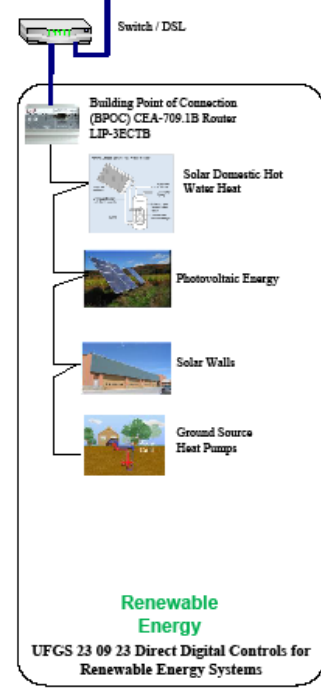 Switch / DSL
Building Point of Connection
(BPOC) CEA-709.1B Router
LIP-3ECTB
Solar Domestic Hot
Water Heat
Photovoltaic Energy
Solar Walls
Ground Source
Heat Pumps
Renewable
Energy
UFGS 23 09 23 Direct Digital Controls for
Renewable Energy Systems